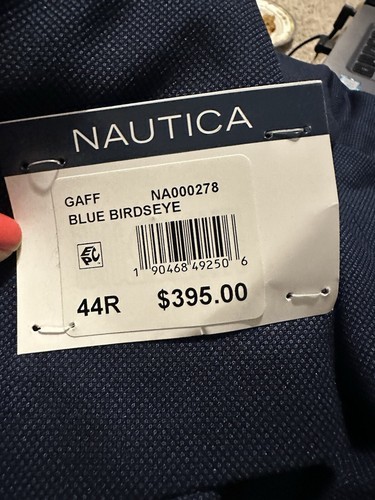 NAUTICA
GAFF NA000278
BLUE BIRDSEYE
1 90468 49250 6
44R $395.00